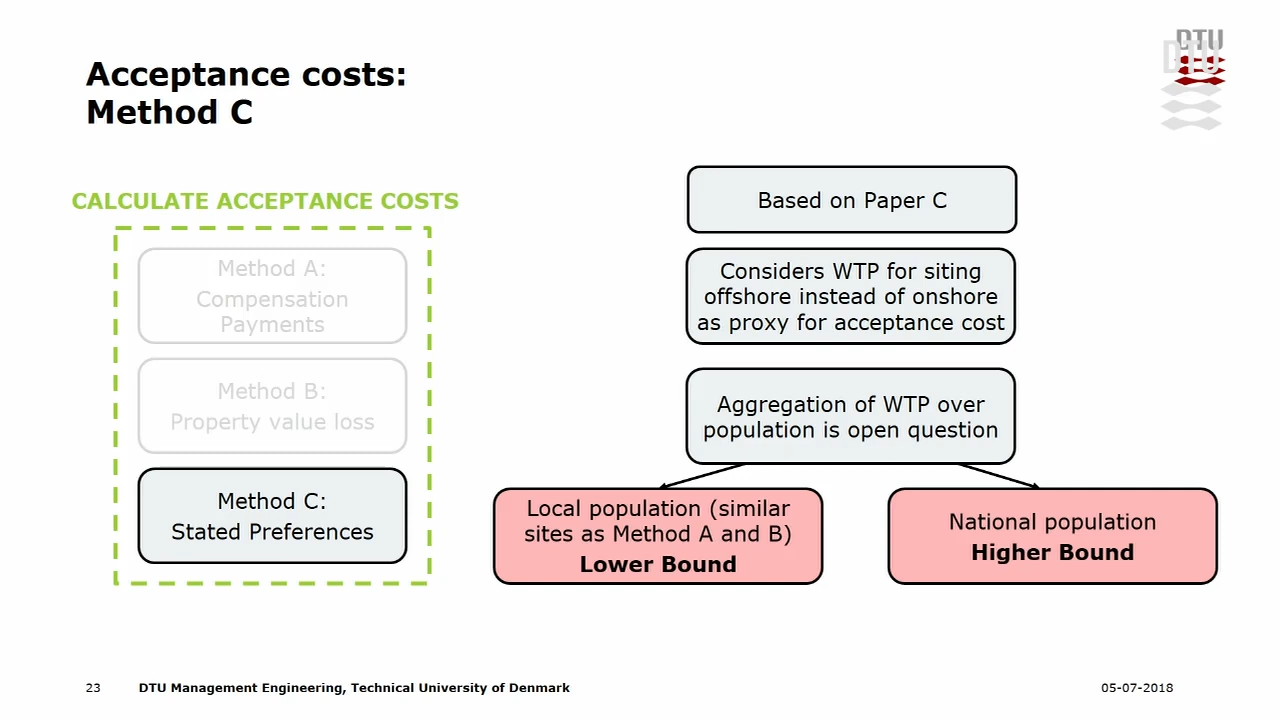 Acceptance costs:
Method C
DTU
DTU
CALCULATE ACCEPTANCE COSTS
Method A:
Compensation
Payments
Method B:
Property value loss
Method C:
Stated Preferences
Based on Paper C
Considers WTP for siting
offshore instead of onshore
as proxy for acceptance cost
Aggregation of WTP over
population is open question
Local population (similar
sites as Method A and B)
Lower Bound
National population
Higher Bound
23
DTU Management Engineering, Technical University of Denmark
05-07-2018